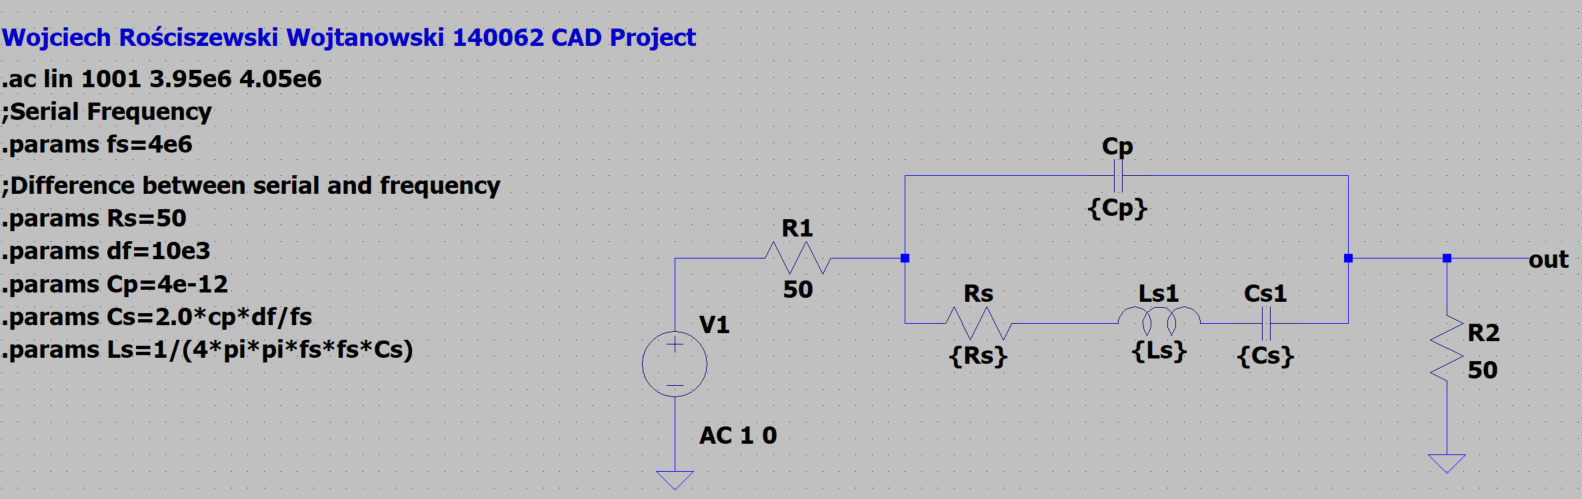 Wojciech Rościszewski Wojtanowski 140062 CAD Project
.ac lin 1001 3.95e6 4.05e6
;Serial Frequency
.params fs=4e6
;Difference between serial and frequency
.params Rs=50
.params df=10e3
.params Cp=4e-12
.params Cs=2.0*cp*df/fs
.params Ls=1/(4*pi*pi*fs*fs*Cs)
Cp
{Cp}
R1
50
out
Rs
{Rs}
Ls1
{Ls}
Cs1
{Cs}
V1
AC 1 0
R2
50